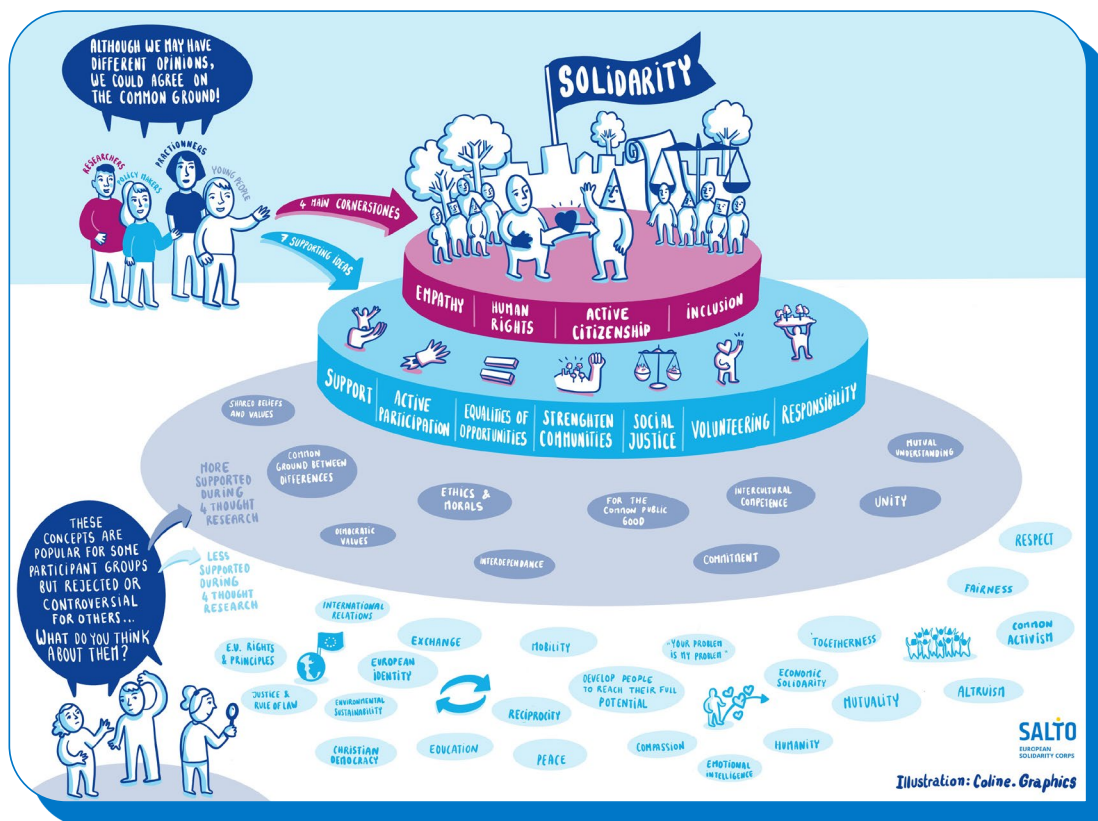 ALTHOUGH WE MAY HAVE
DIFFERENT OPINIONS,
WE COULD AGREE ON
THE COMMON GROUND!
RESEARCHERS
POLICY MAKERS
PRACTIONNERS
YOUNG PEOPLE
4 MAIN CORNERSTONES
7 SUPPORTING IDEAS
SOLIDARITY
EMPATHY
HUMAN
RIGHTS
ACTIVE
CITIZENSHIP
INCLUSION
SUPPORT
ACTIVE
PARTICIPATION
EQUALITIES OF
OPPORTUNITIES
STRENGHTEN
COMMUNITIES
SOCIAL
JUSTICE
VOLUNTEERING
RESPONSIBILITY
SHARED BELIEFS
AND VALUES
COMMON
GROUND BETWEEN
DIFFERENCES
MORE
SUPPORTED
DURING
4 THOUGHT
RESEARCH
ETHICS &
MORALS
FOR THE
COMMON PUBLIC
GOOD
INTERCULTURAL
COMPETENCE
MUTUAL
UNDERSTANDING
UNITY
DEMOCRATIC
VALUES
INTERDEPENDANCE
COMMITMENT
THESE
CONCEPTS ARE
POPULAR FOR SOME
PARTICIPANT GROUPS
BUT REJECTED OR
CONTROVERSIAL
FOR OTHERS...
WHAT DO YOU THINK
ABOUT THEM?
LESS
SUPPORTED
DURING
4 THOUGHT
RESEARCH
RESPECT
FAIRNESS
COMMON
ACTIVISM
INTERNATIONAL
RELATIONS
E.U. RIGHTS
& PRINCIPLES
EXCHANGE
EUROPEAN
IDENTITY
MOBILITY
"YOUR PROBLEM
IS MY PROBLEM"
TOGETHERNESS
JUSTICE &
RULE OF LAW
ENVIRONMENTAL
SUSTAINABILITY
DEVELOP PEOPLE
TO REACH THEIR FULL
POTENTIAL
ECONOMIC
SOLIDARITY
MUTUALITY
ALTRUISM
RECIPROCITY
CHRISTIAN
DEMOCRACY
EDUCATION
PEACE
COMPASSION
EMOTIONAL
INTELLIGENCE
HUMANITY
SALTO
EUROPEAN
SOLIDARITY CORPS
Illustration: Coline.Graphics